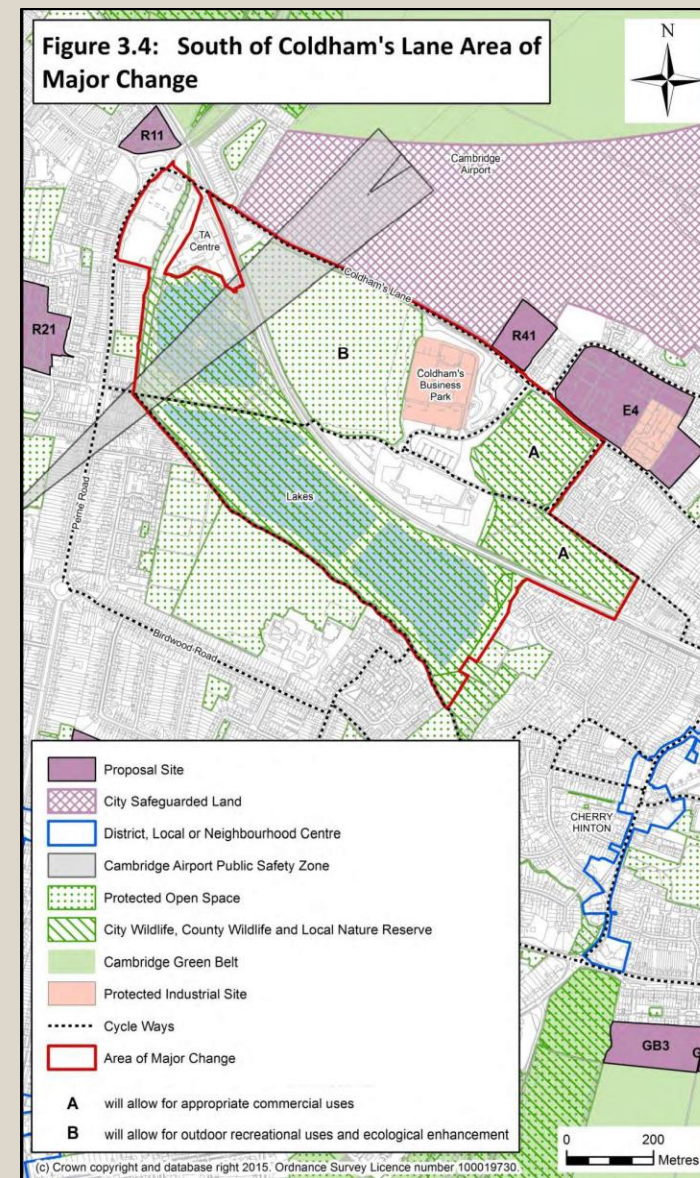 Figure 3.4: South of Coldham's Lane Area of
Major Change
N
R11
Cambridge
Airport
TA
Centre
Coldham's Lane
R21
B
R41
Coldham's
Business
Park
E4
A
Lakes
A
Perne Road
Birdwood Road
CHERRY
HINTON
GB3
G
Proposal Site
City Safeguarded Land
District, Local or Neighbourhood Centre
Cambridge Airport Public Safety Zone
Protected Open Space
City Wildlife, County Wildlife and Local Nature Reserve
Cambridge Green Belt
Protected Industrial Site
Cycle Ways
Area of Major Change
A will allow for appropriate commercial uses
B will allow for outdoor recreational uses and ecological enhancement
0 200
Metres
(c) Crown copyright and database right 2015. Ordnance Survey Licence number 100019730.